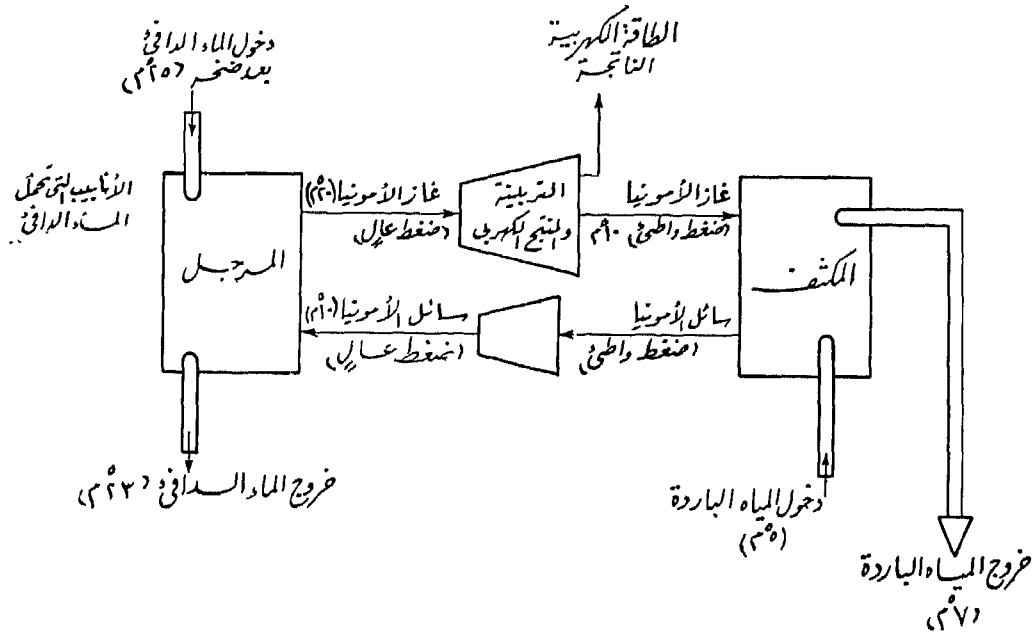 الطاقة الكهربية
الناتجة
دخول الماء الدافئ
بعد ضخه (٢٥°م)
الأنابيب التي تحمل
الماء الدافئ
غاز الأمونيا (٢٠°م)
(ضغط عالٍ)
التربينة
والمنتج الكهربي
غاز الأمونيا
(ضغط واطئ) ١٠°م
المرجل
المكثف
سائل الأمونيا (١٠°م)
(ضغط عالٍ)
سائل الأمونيا
(ضغط واطئ)
خروج الماء الدافئ (٢٣°م)
دخول المياه الباردة
(٥°م)
خروج المياه الباردة
(٧°م)